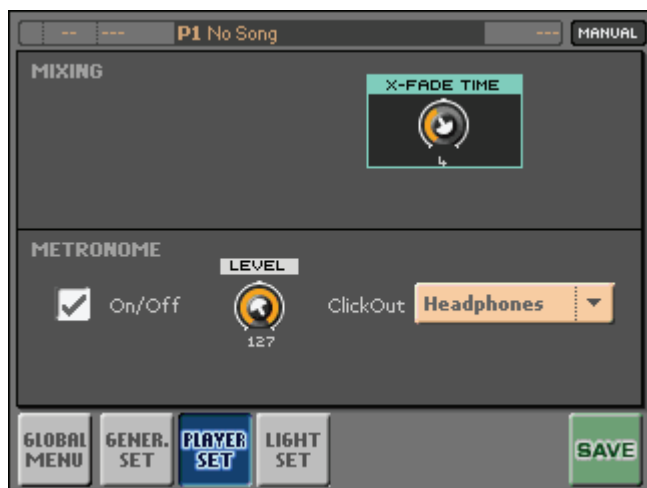 -- --- P1 No Song --- MANUAL
MIXING
X-FADE TIME
4
METRONOME
LEVEL
On/Off
127
ClickOut Headphones
GLOBAL MENU
GENER. SET
PLAYER SET
LIGHT SET
SAVE